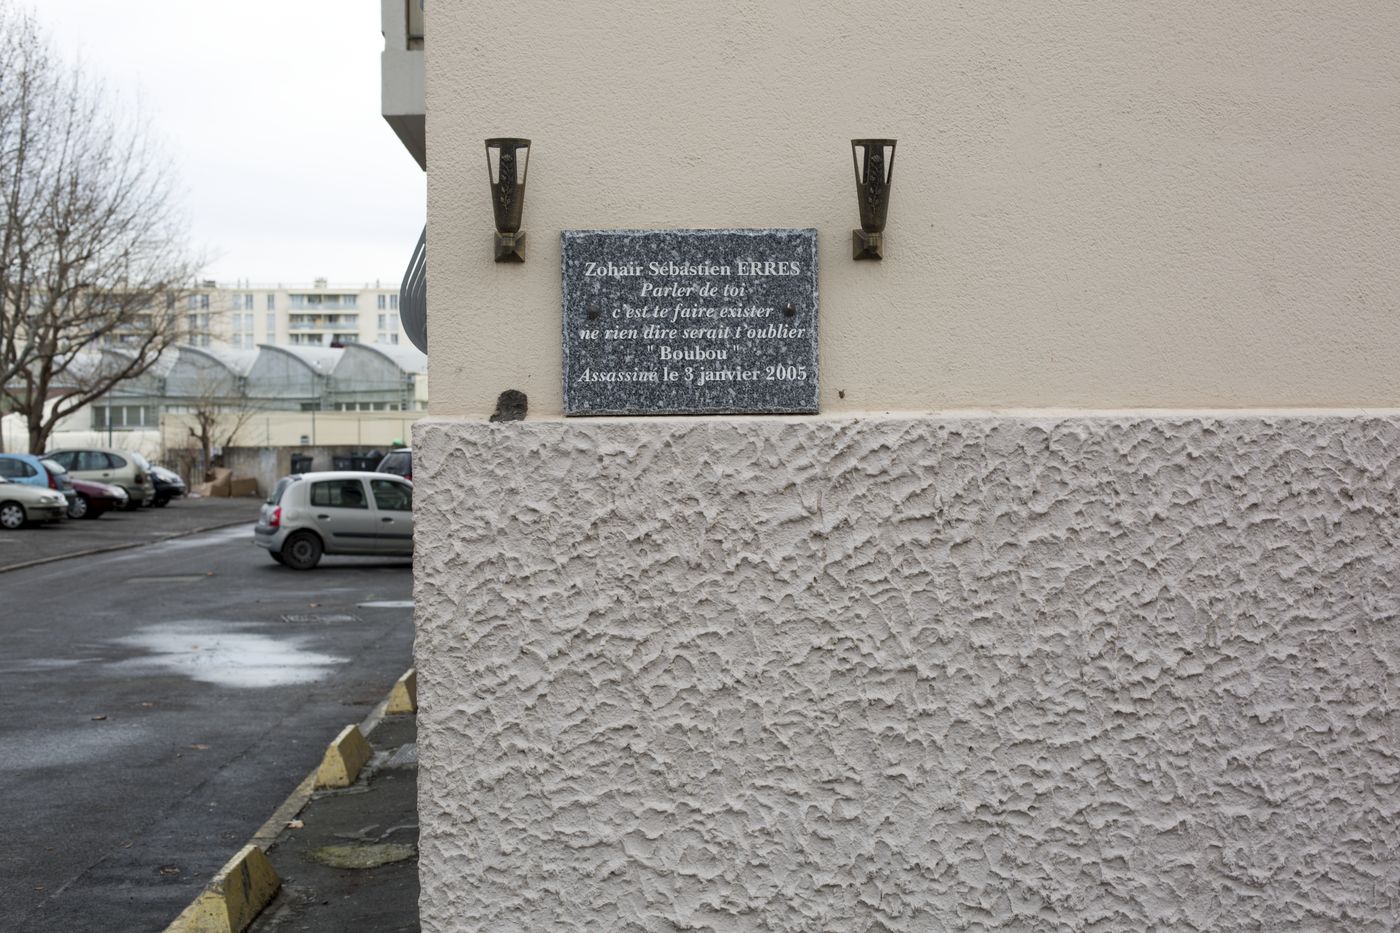 Zohaïr Sébastien ERRES
Parler de toi
c'est te faire exister
ne rien dire serait t'oublier
" Boubou "
Assassiné le 3 janvier 2005